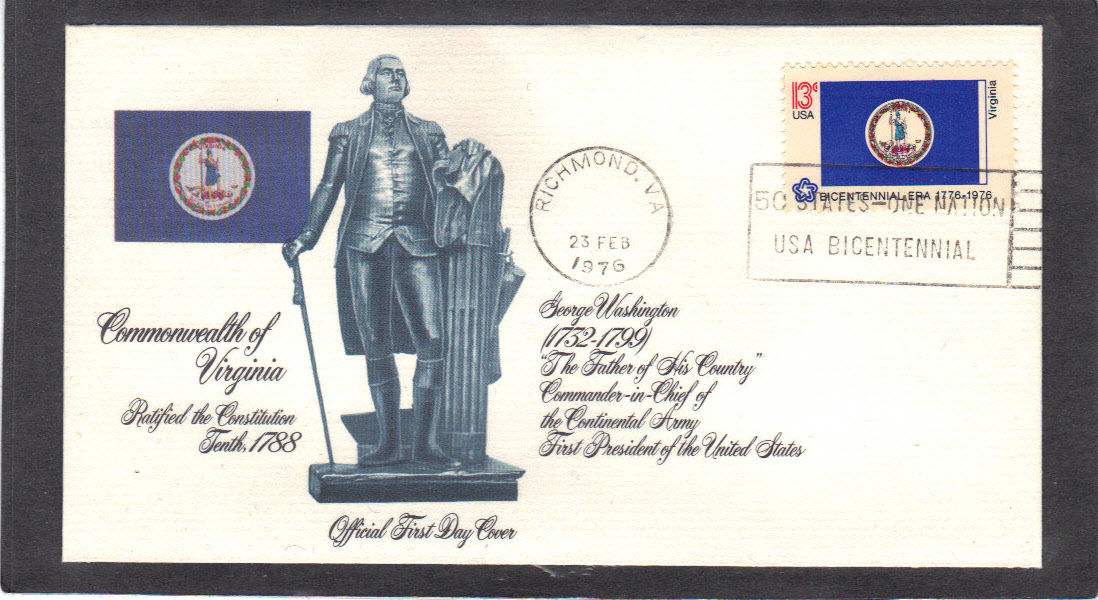 13c
USA
Virginia
BICENTENNIAL ERA 1776-1976
RICHMOND, VA
23 FEB
1976
50 STATES—ONE NATION
USA BICENTENNIAL
Commonwealth of
Virginia
Ratified the Constitution
Tenth, 1788
George Washington
(1732-1799)
"The Father of His Country"
Commander-in-Chief of
the Continental Army
First President of the United States
Official First Day Cover